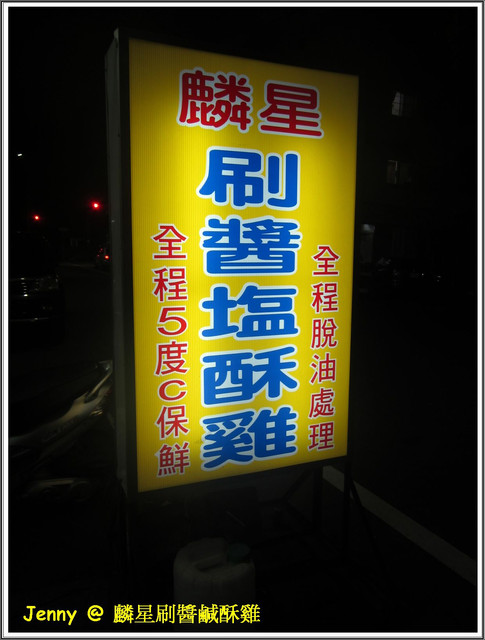 麟星
刷醬塩酥雞
全程5度C保鮮
全程脫油處理
Jenny @ 麟星刷醬鹹酥雞